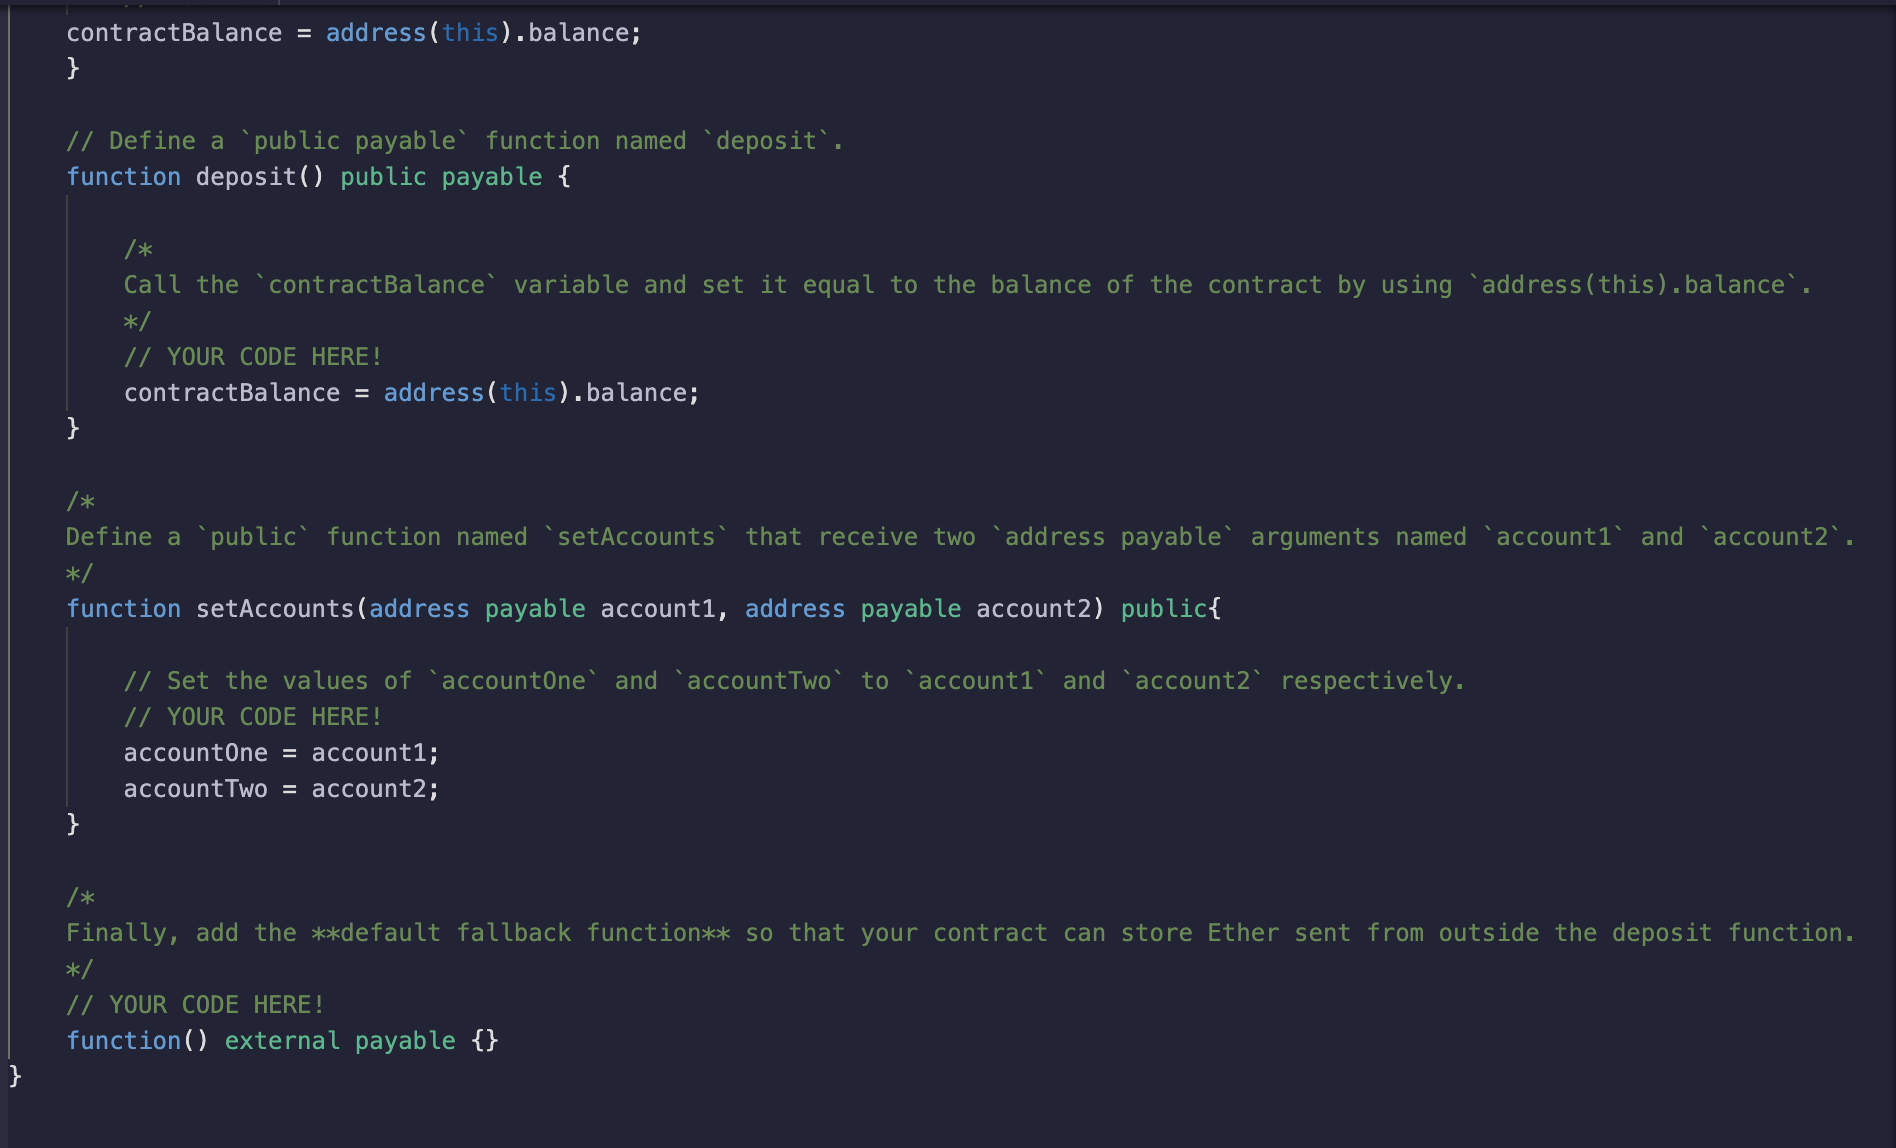 contractBalance = address(this).balance;
}
// Define a `public payable` function named `deposit`.
function deposit() public payable {
/*
Call the `contractBalance` variable and set it equal to the balance of the contract by using `address(this).balance`.
*/
// YOUR CODE HERE!
contractBalance = address(this).balance;
}
/*
Define a `public` function named `setAccounts` that receive two `address payable` arguments named `account1` and `account2`.
*/
function setAccounts(address payable account1, address payable account2) public{
// Set the values of `accountOne` and `accountTwo` to `account1` and `account2` respectively.
// YOUR CODE HERE!
accountOne = account1;
accountTwo = account2;
}
/*
Finally, add the **default fallback function** so that your contract can store Ether sent from outside the deposit function.
*/
// YOUR CODE HERE!
function() external payable {}
}